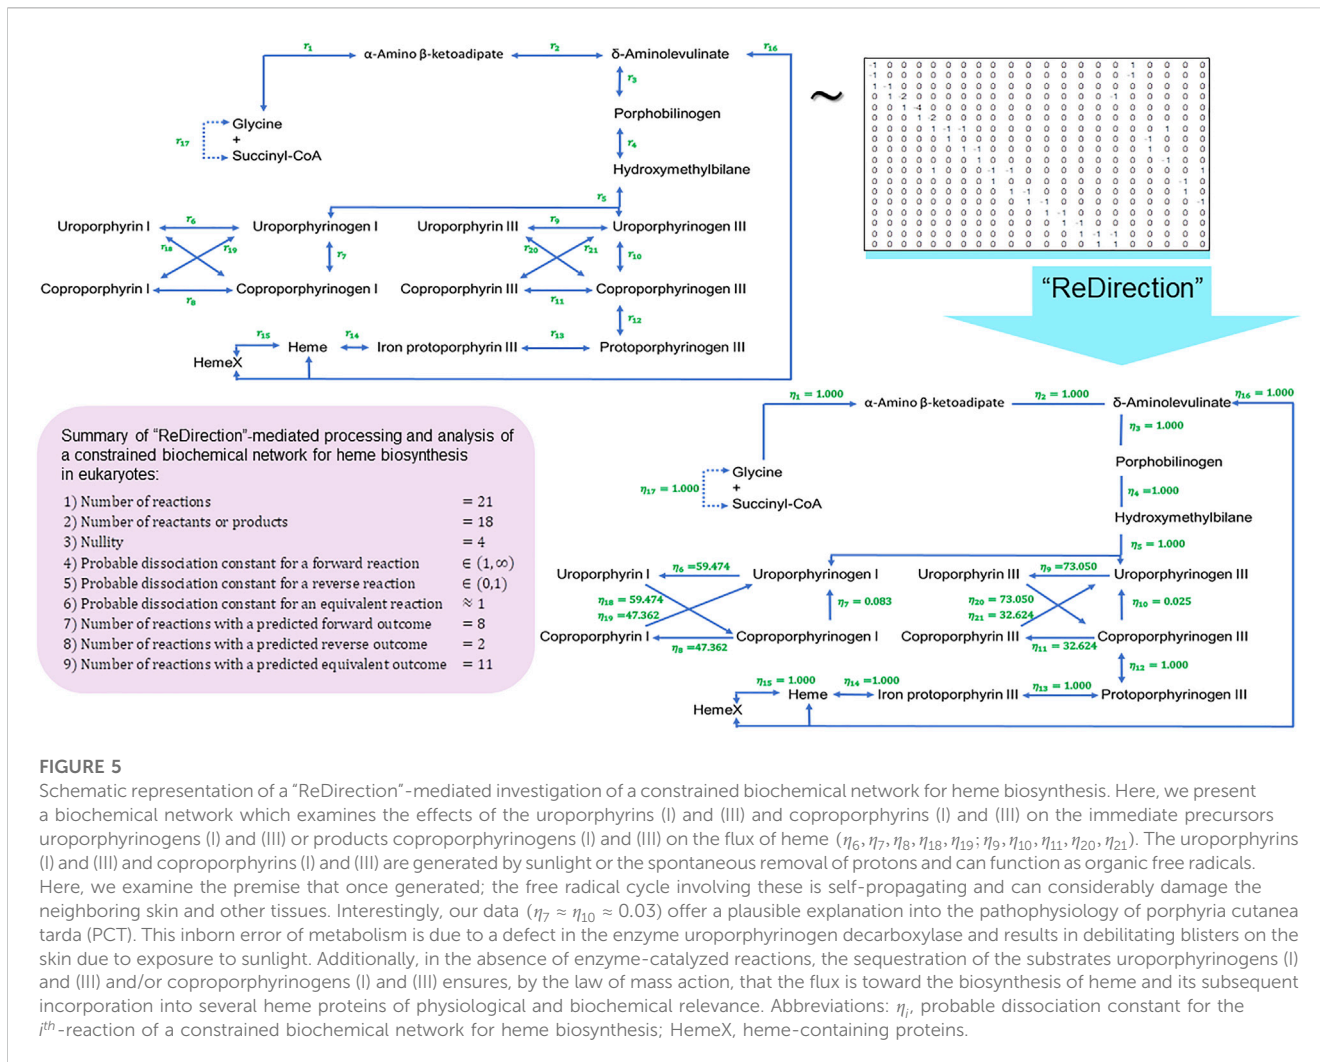 r1
α-Amino β-ketoadipate
r2
δ-Aminolevulinate
r16
r3
Porphobilinogen
r4
Hydroxymethylbilane
r17
Glycine
+
Succinyl-CoA
r5
Uroporphyrin I
r6
Uroporphyrinogen I
Uroporphyrin III
r9
Uroporphyrinogen III
r18
r19
r7
r20
r21
r10
Coproporphyrin I
r8
Coproporphyrinogen I
Coproporphyrin III
r11
Coproporphyrinogen III
r12
r15
r14
r13
HemeX
Heme
Iron protoporphyrin III
Protoporphyrinogen III
~
"ReDirection"
Summary of "ReDirection"-mediated processing and analysis of
a constrained biochemical network for heme biosynthesis
in eukaryotes:
1) Number of reactions = 21
2) Number of reactants or products = 18
3) Nullity = 4
4) Probable dissociation constant for a forward reaction ∈ (1,∞)
5) Probable dissociation constant for a reverse reaction ∈ (0,1)
6) Probable dissociation constant for an equivalent reaction ≈ 1
7) Number of reactions with a predicted forward outcome = 8
8) Number of reactions with a predicted reverse outcome = 2
9) Number of reactions with a predicted equivalent outcome = 11
η1 = 1.000
α-Amino β-ketoadipate
η2 = 1.000
δ-Aminolevulinate
η16 = 1.000
η3 = 1.000
Porphobilinogen
η4 =1.000
Hydroxymethylbilane
η17 = 1.000
Glycine
+
Succinyl-CoA
η5 = 1.000
Uroporphyrin I
η6 =59.474
Uroporphyrinogen I
Uroporphyrin III
η9 = 73.050
Uroporphyrinogen III
η18 = 59.474
η19 =47.362
η7 = 0.083
η20 = 73.050
η21 = 32.624
η10 = 0.025
Coproporphyrin I
η8 =47.362
Coproporphyrinogen I
Coproporphyrin III
η11 = 32.624
Coproporphyrinogen III
η12 = 1.000
η15 = 1.000
η14 =1.000
η13 = 1.000
HemeX
Heme
Iron protoporphyrin III
Protoporphyrinogen III
FIGURE 5
Schematic representation of a "ReDirection"-mediated investigation of a constrained biochemical network for heme biosynthesis. Here, we present
a biochemical network which examines the effects of the uroporphyrins (I) and (III) and coproporphyrins (I) and (III) on the immediate precursors
uroporphyrinogens (I) and (III) or products coproporphyrinogens (I) and (III) on the flux of heme (η6, η7, η8, η18, η19; η9, η10, η11, η20, η21). The uroporphyrins
(I) and (III) and coproporphyrins (I) and (III) are generated by sunlight or the spontaneous removal of protons and can function as organic free radicals.
Here, we examine the premise that once generated; the free radical cycle involving these is self-propagating and can considerably damage the
neighboring skin and other tissues. Interestingly, our data (η7 ≈ η10 ≈ 0.03) offer a plausible explanation into the pathophysiology of porphyria cutanea
tarda (PCT). This inborn error of metabolism is due to a defect in the enzyme uroporphyrinogen decarboxylase and results in debilitating blisters on the
skin due to exposure to sunlight. Additionally, in the absence of enzyme-catalyzed reactions, the sequestration of the substrates uroporphyrinogens (I)
and (III) and/or coproporphyrinogens (I) and (III) ensures, by the law of mass action, that the flux is toward the biosynthesis of heme and its subsequent
incorporation into several heme proteins of physiological and biochemical relevance. Abbreviations: ηi, probable dissociation constant for the
ith-reaction of a constrained biochemical network for heme biosynthesis; HemeX, heme-containing proteins.